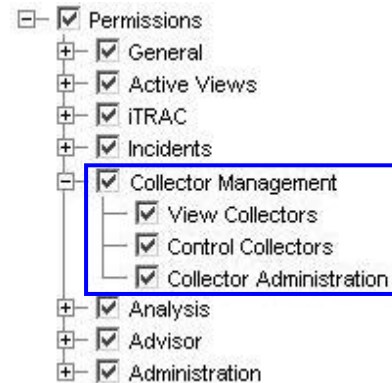 Permissions
General
Active Views
iTRAC
Incidents
Collector Management
View Collectors
Control Collectors
Collector Administration
Analysis
Advisor
Administration